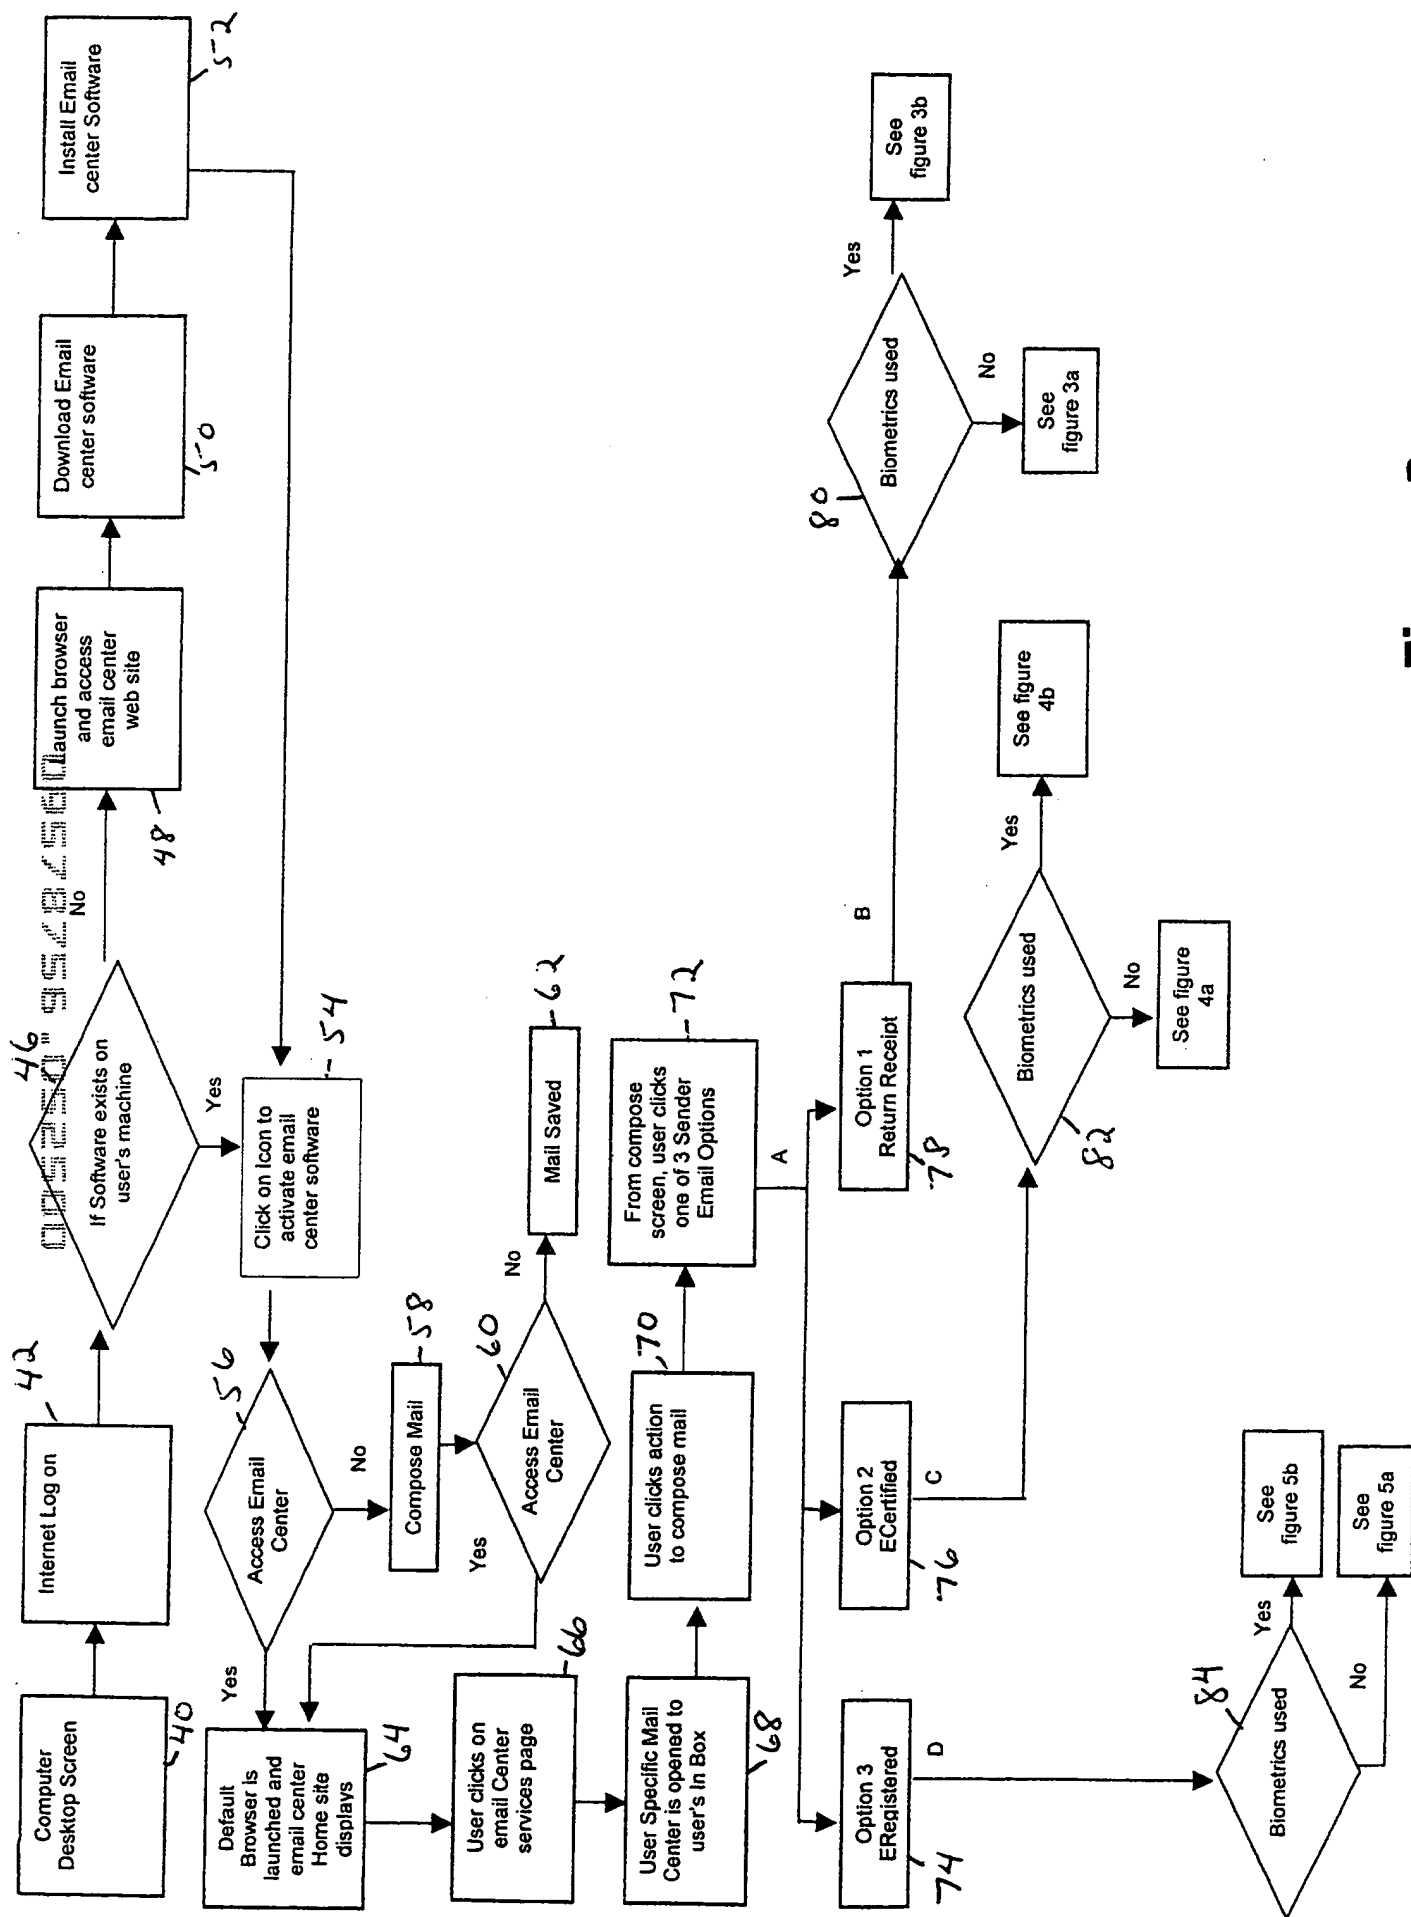 Computer
Desktop Screen
40
Internet Log on
42
46
If Software exists on
user's machine
No
Yes
launch browser
and access
email center
web site
48
Download Email
center software
50
Install Email
center Software
52
Click on Icon to
activate email
center software
54
56
Access Email
Center
Yes
No
Compose Mail
58
60
Access Email
Center
Yes
No
Mail Saved
62
Default
Browser is
launched and
email center
Home site
displays
64
User clicks on
email Center
services page
66
User Specific Mail
Center is opened to
user's In Box
68
User clicks action
to compose mail
70
From compose
screen, user clicks
one of 3 Sender
Email Options
72
A
Option 3
ERegistered
74
D
Option 2
ECertified
76
C
Option 1
Return Receipt
78
B
80
Biometrics used
Yes
See
figure 3b
No
See
figure 3a
82
Biometrics used
Yes
See figure
4b
No
See figure
4a
84
Biometrics used
Yes
See
figure 5b
No
See
figure 5a